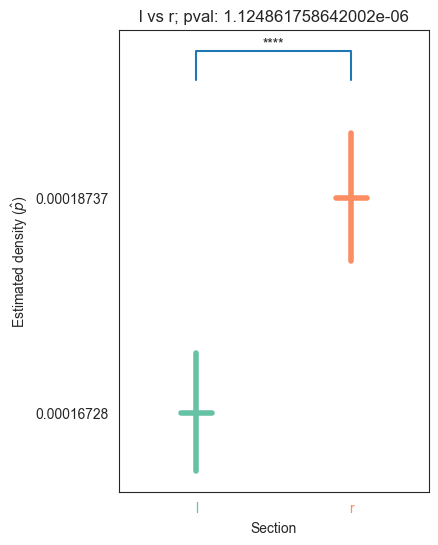 l vs r; pval: 1.124861758642002e-06
****
0.00018737
Estimated density (p̂)
0.00016728
l
r
Section